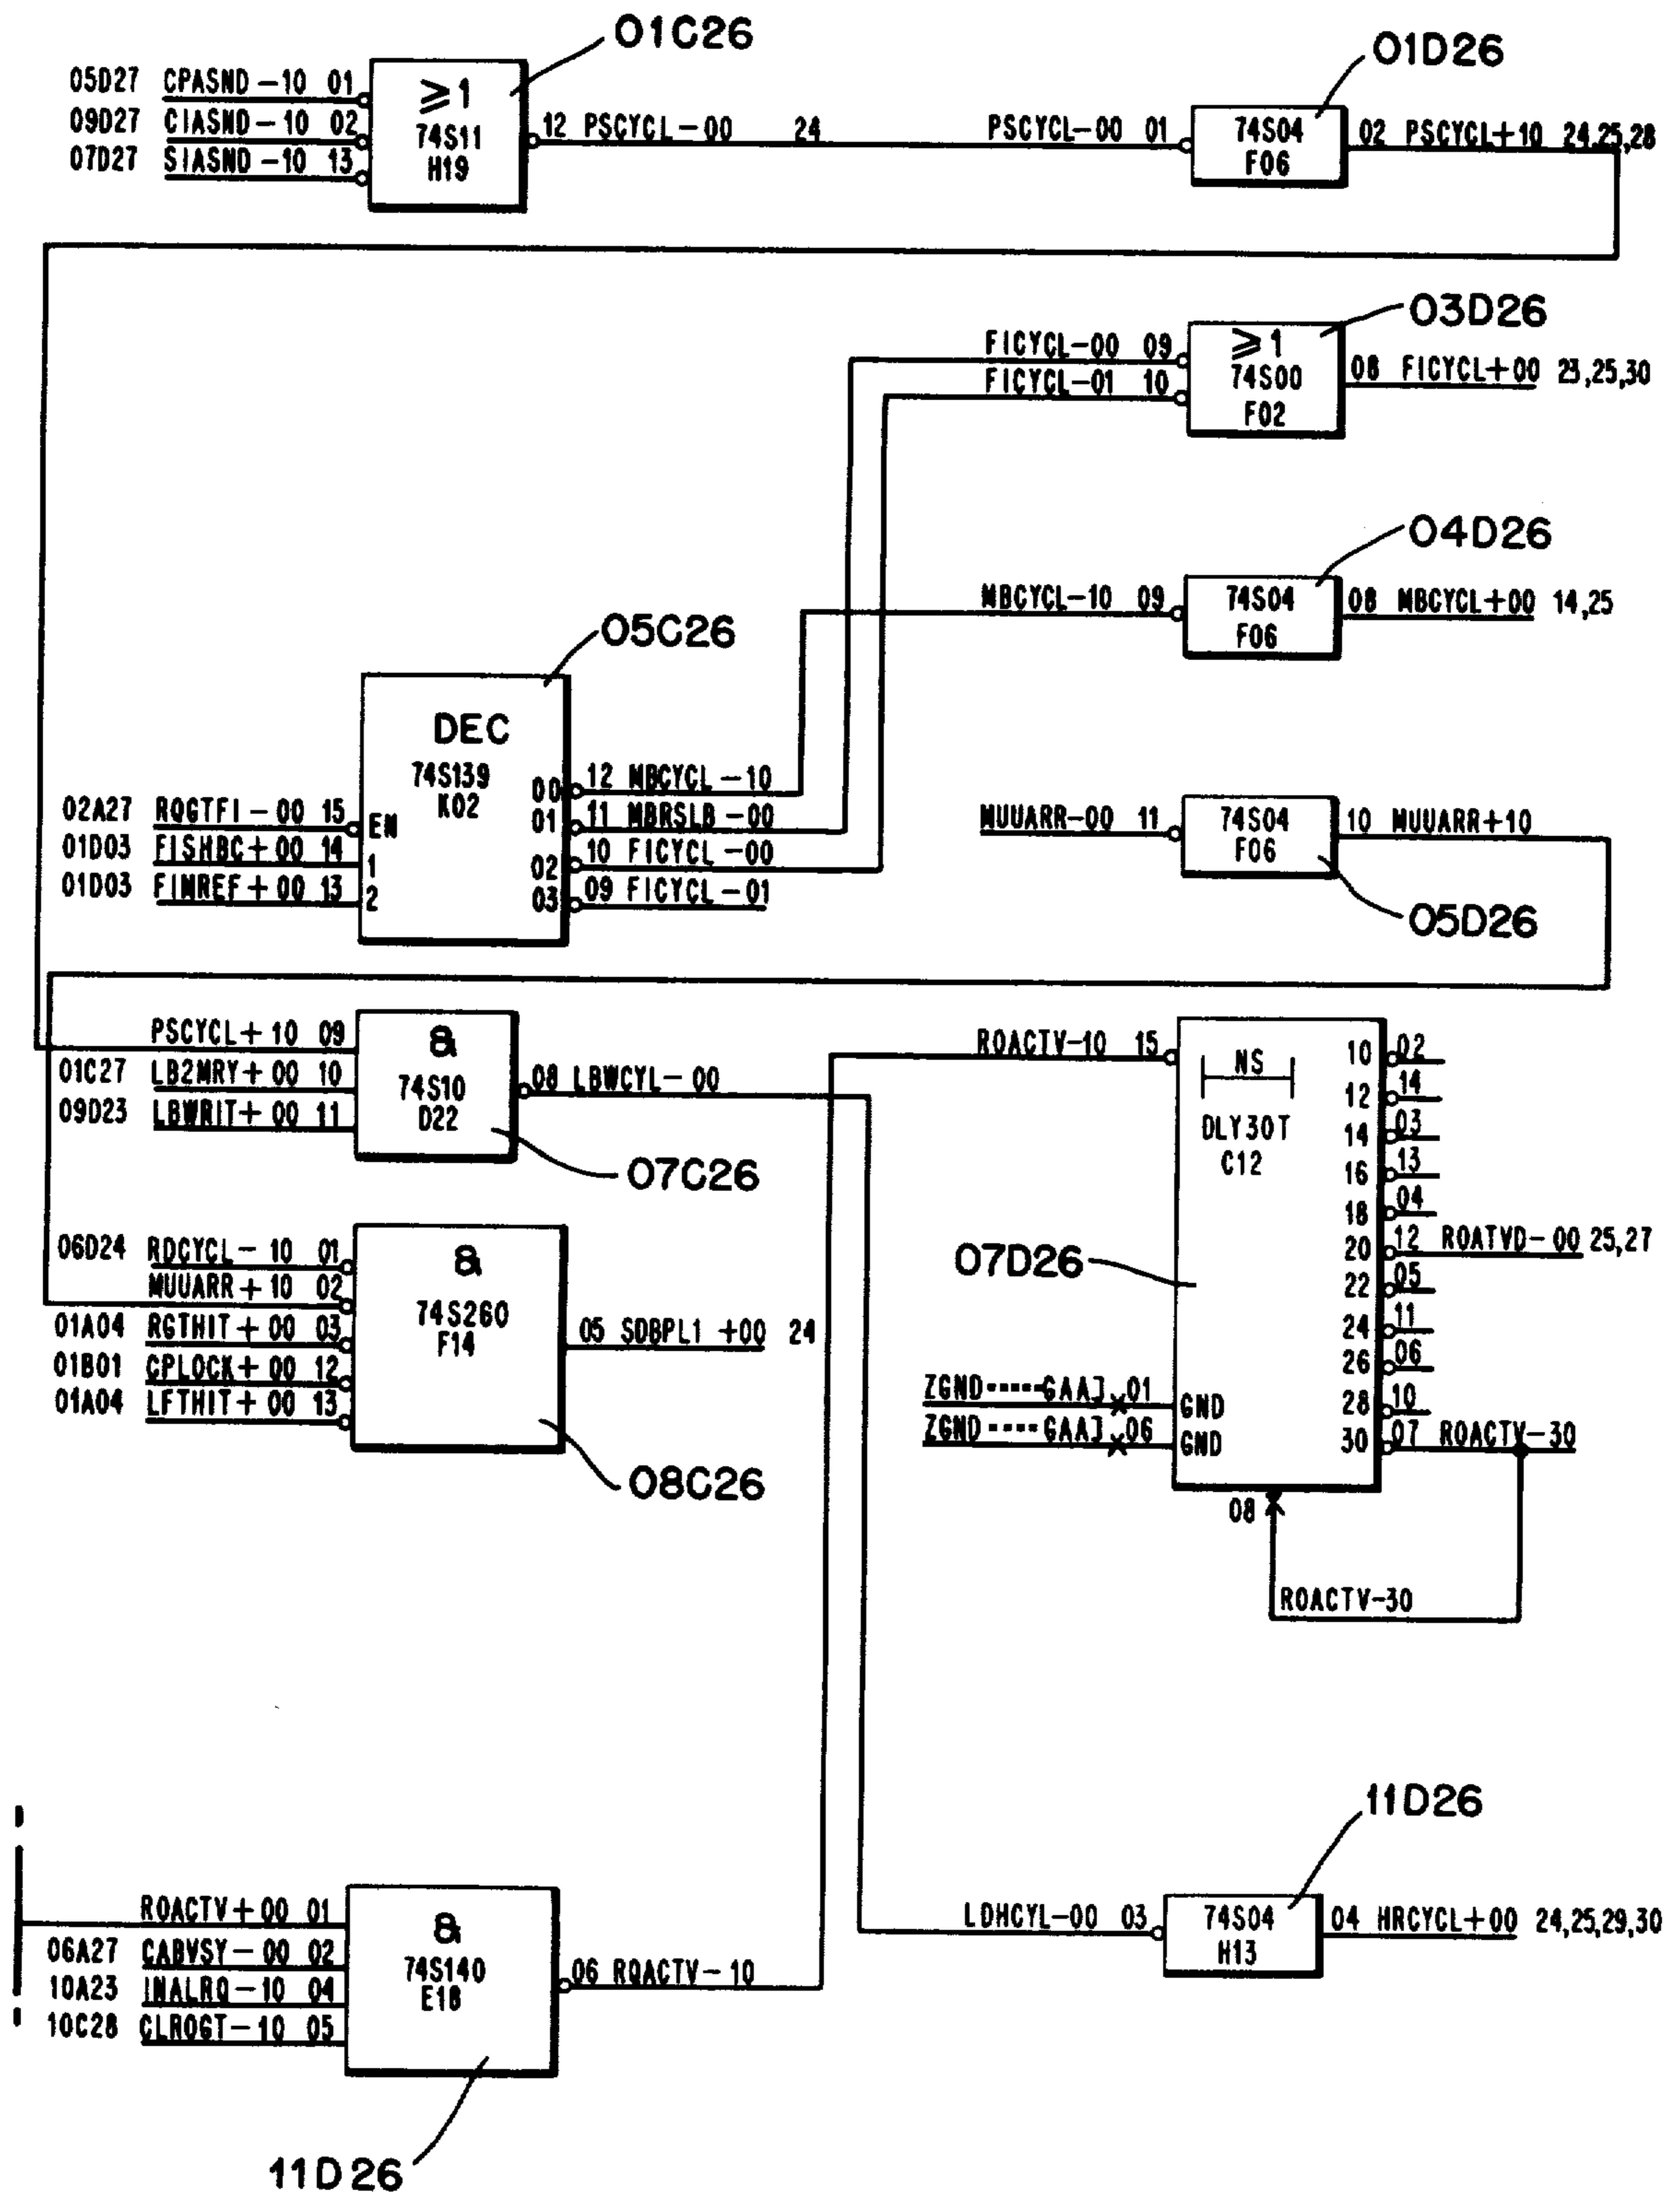 01C26
05D27 CPASND-10 01
09D27 CIASND-10 02
07D27 SIASND-10 13
≥1
74S11
H19
12 PSCYCL-00 24
PSCYCL-00 01
01D26
74S04
F06
02 PSCYCL+10 24,25,28
03D26
FICYCL-00 09
FICYCL-01 10
≥1
74S00
F02
08 FICYCL+00 23,25,30
04D26
MBCYCL-10 09
74S04
F06
08 MBCYCL+00 14,25
05C26
DEC
74S139
K02
02A27 RQGTFI-00 15 EN
01D03 FISHBC+00 14 1
01D03 FIMREF+00 13 2
00 12 MBCYCL-10
01 11 MBRSLB-00
02 10 FICYCL-00
03 09 FICYCL-01
MUUARR-00 11
74S04
F06
10 MUUARR+10
05D26
PSCYCL+10 09
01C27 LB2MRY+00 10
09D23 LBWRIT+00 11
&
74S10
D22
08 LBWCYL-00
07C26
06D24 RDCYCL-10 01
MUUARR+10 02
01A04 RGTHIT+00 03
01B01 CPLOCK+00 12
01A04 LFTHIT+00 13
&
74S260
F14
05 SDBPL1+00 24
08C26
ROACTV-10 15
NS
DLY30T
C12
07D26
10 02
12 14
14 03
16 13
18 04
20 12 ROATVD-00 25,27
22 05
24 11
26 06
28 10
30 07 ROACTV-30
ZGND-----GAAJ 01 GND
ZGND----GAAJ 06 GND
08
ROACTV-30
11D26
LDHCYL-00 03
74S04
H13
04 HRCYCL+00 24,25,29,30
ROACTV+00 01
06A27 CABVSY-00 02
10A23 INALRQ-10 04
10C28 CLROGT-10 05
&
74S140
E18
06 RQACTV-10
11D26